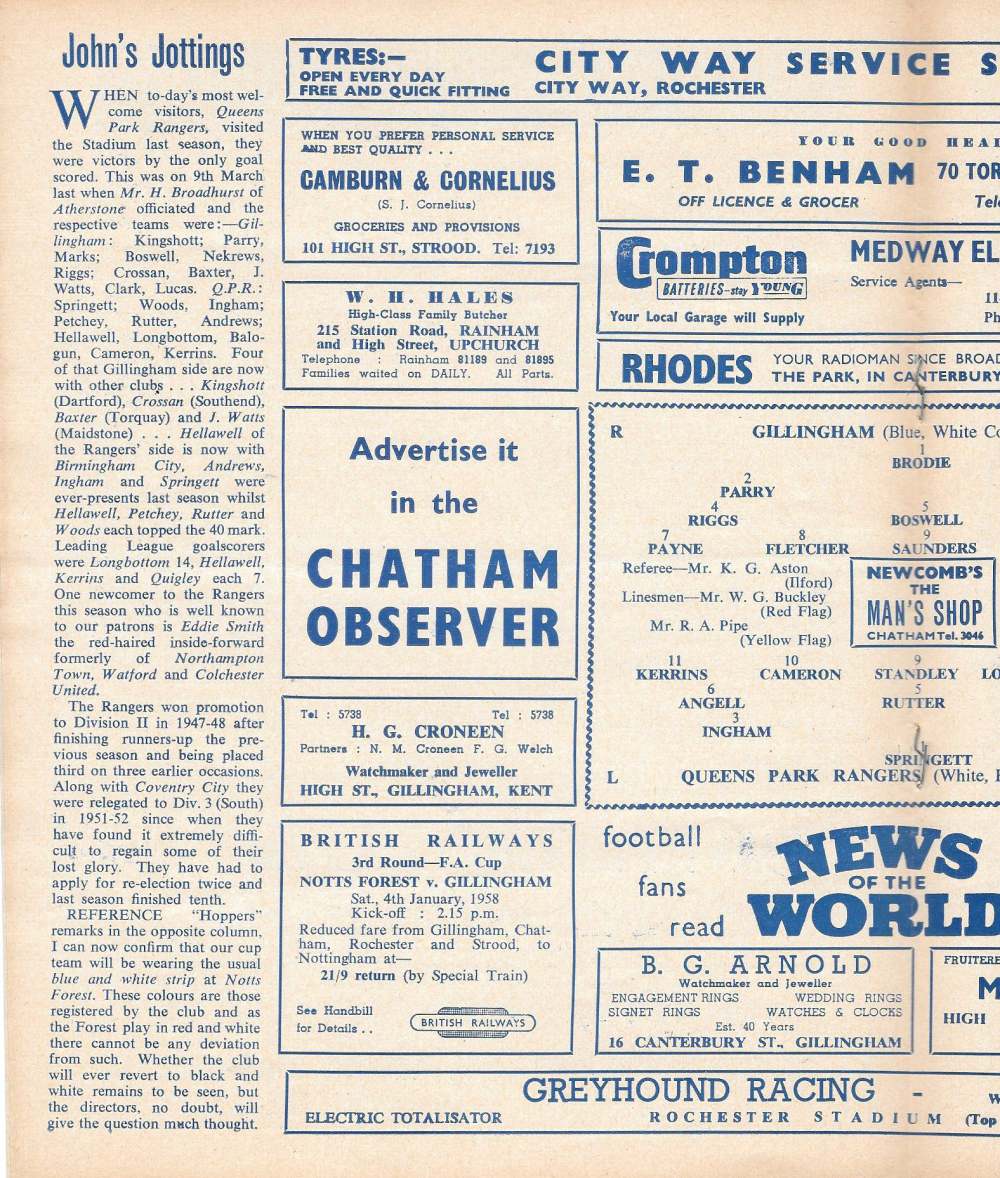 John's Jottings
WHEN to-day's most wel-
come visitors, Queens
Park Rangers, visited
the Stadium last season, they
were victors by the only goal
scored. This was on 9th March
last when Mr. H. Broadhurst of
Atherstone officiated and the
respective teams were:—Gil-
lingham: Kingshott; Parry,
Marks; Boswell, Nekrews,
Riggs; Crossan, Baxter, J.
Watts, Clark, Lucas. Q.P.R.:
Springett; Woods, Ingham;
Petchey, Rutter, Andrews;
Hellawell, Longbottom, Balo-
gun, Cameron, Kerrins. Four
of that Gillingham side are now
with other clubs . . . Kingshott
(Dartford), Crossan (Southend),
Baxter (Torquay) and J. Watts
(Maidstone) . . . Hellawell of
the Rangers' side is now with
Birmingham City, Andrews,
Ingham and Springett were
ever-presents last season whilst
Hellawell, Petchey, Rutter and
Woods each topped the 40 mark.
Leading League goalscorers
were Longbottom 14, Hellawell,
Kerrins and Quigley each 7.
One newcomer to the Rangers
this season who is well known
to our patrons is Eddie Smith
the red-haired inside-forward
formerly of Northampton
Town, Watford and Colchester
United.
The Rangers won promotion
to Division II in 1947-48 after
finishing runners-up the pre-
vious season and being placed
third on three earlier occasions.
Along with Coventry City they
were relegated to Div. 3 (South)
in 1951-52 since when they
have found it extremely diffi-
cult to regain some of their
lost glory. They have had to
apply for re-election twice and
last season finished tenth.
REFERENCE "Hoppers"
remarks in the opposite column,
I can now confirm that our cup
team will be wearing the usual
blue and white strip at Notts
Forest. These colours are those
registered by the club and as
the Forest play in red and white
there cannot be any deviation
from such. Whether the club
will ever revert to black and
white remains to be seen, but
the directors, no doubt, will
give the question much thought.
TYRES:—
OPEN EVERY DAY
FREE AND QUICK FITTING
CITY WAY SERVICE S
CITY WAY, ROCHESTER
WHEN YOU PREFER PERSONAL SERVICE
AND BEST QUALITY . . .
CAMBURN & CORNELIUS
(S. J. Cornelius)
GROCERIES AND PROVISIONS
101 HIGH ST., STROOD. Tel: 7193
W. H. HALES
High-Class Family Butcher
215 Station Road, RAINHAM
and High Street, UPCHURCH
Telephone : Rainham 81189 and 81895
Families waited on DAILY. All Parts.
Advertise it
in the
CHATHAM
OBSERVER
Tel : 5738 Tel : 5738
H. G. CRONEEN
Partners : N. M. Croneen F. G. Welch
Watchmaker and Jeweller
HIGH ST., GILLINGHAM, KENT
BRITISH RAILWAYS
3rd Round—F.A. Cup
NOTTS FOREST v. GILLINGHAM
Sat., 4th January, 1958
Kick-off : 2.15 p.m.
Reduced fare from Gillingham, Chat-
ham, Rochester and Strood, to
Nottingham at—
21/9 return (by Special Train)
See Handbill
for Details . .
BRITISH RAILWAYS
YOUR GOOD HEAL
E. T. BENHAM 70 TOR
OFF LICENCE & GROCER Tel
Crompton
BATTERIES-stay YOUNG
Your Local Garage will Supply
MEDWAY EL
Service Agents—
11-
Ph
RHODES
YOUR RADIOMAN SINCE BROAD
THE PARK, IN CANTERBURY
R GILLINGHAM (Blue, White Co
1
BRODIE
2
PARRY
4 5
RIGGS BOSWELL
7 8 9
PAYNE FLETCHER SAUNDERS
Referee—Mr. K. G. Aston
(Ilford)
Linesmen—Mr. W. G. Buckley
(Red Flag)
Mr. R. A. Pipe
(Yellow Flag)
NEWCOMB'S
THE
MAN'S SHOP
CHATHAM Tel. 3046
11 10 9
KERRINS CAMERON STANDLEY LO
6 5
ANGELL RUTTER
3
INGHAM
SPRINGETT
L QUEENS PARK RANGERS (White,
football
fans
read
NEWS
OF THE
WORLD
B. G. ARNOLD
Watchmaker and Jeweller
ENGAGEMENT RINGS WEDDING RINGS
SIGNET RINGS WATCHES & CLOCKS
Est. 40 Years
16 CANTERBURY ST., GILLINGHAM
FRUITERE
M
HIGH
GREYHOUND RACING -
ELECTRIC TOTALISATOR
ROCHESTER STADIUM
W
(Top